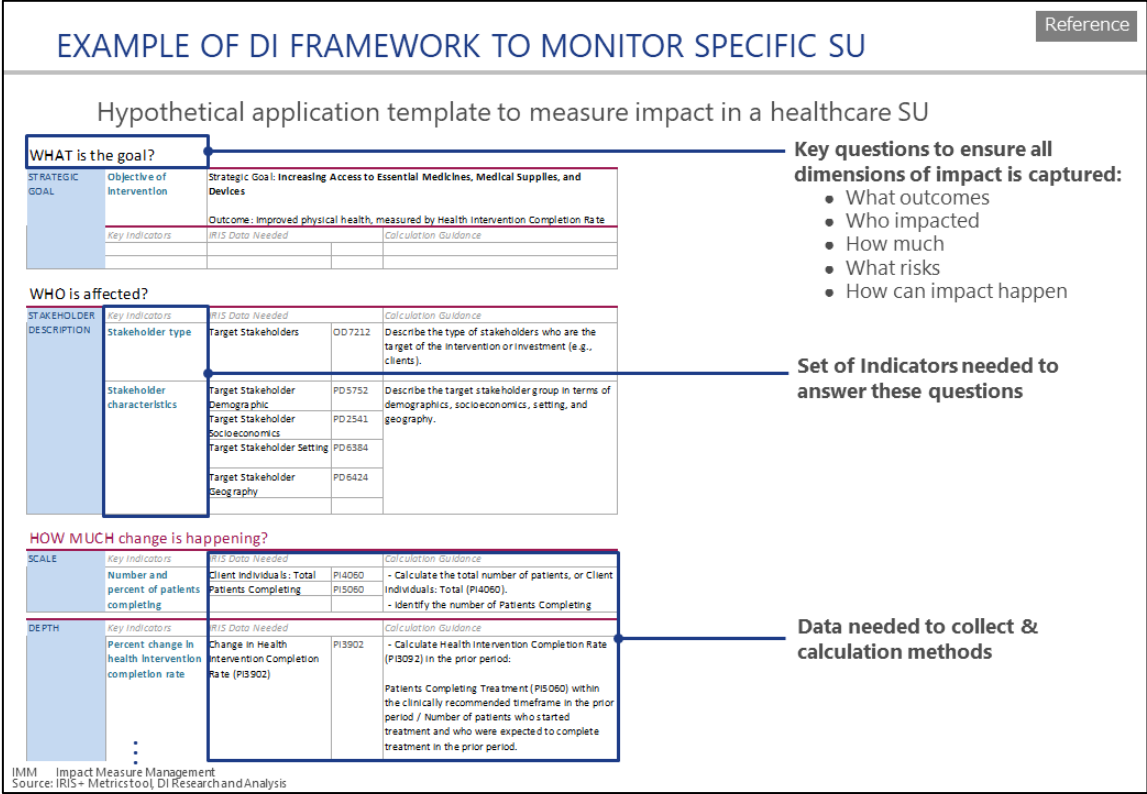 Reference
EXAMPLE OF DI FRAMEWORK TO MONITOR SPECIFIC SU
Hypothetical application template to measure impact in a healthcare SU
WHAT is the goal?
STRATEGIC
GOAL
Objective of
intervention
Strategic Goal: Increasing Access to Essential Medicines, Medical Supplies, and
Devices
Outcome: Improved physical health, measured by Health Intervention Completion Rate
Key Indicators
IRIS Data Needed
Calculation Guidance
WHO is affected?
STAKEHOLDER
DESCRIPTION
Key Indicators
IRIS Data Needed
Calculation Guidance
Stakeholder type
Target Stakeholders
OD7212
Describe the type of stakeholders who are the
target of the intervention or investment (e.g.,
clients).
Stakeholder
characteristics
Target Stakeholder
Demographic
PD5752
Describe the target stakeholder group in terms of
demographics, socioeconomics, setting, and
geography.
Target Stakeholder
Socioeconomics
PD2541
Target Stakeholder Setting
PD6384
Target Stakeholder
Geography
PD6424
HOW MUCH change is happening?
SCALE
Key Indicators
IRIS Data Needed
Calculation Guidance
Number and
percent of patients
completing
Client Individuals: Total
PI4060
Patients Completing
PI5060
- Calculate the total number of patients, or Client
Individuals: Total (PI4060).
- Identify the number of Patients Completing
DEPTH
Key Indicators
IRIS Data Needed
Calculation Guidance
Percent change in
health intervention
completion rate
Change in Health
Intervention Completion
Rate (PI3902)
PI3902
- Calculate Health Intervention Completion Rate
(PI3092) in the prior period:
Patients Completing Treatment (PI5060) within
the clinically recommended timeframe in the prior
period / Number of patients who started
treatment and who were expected to complete
treatment in the prior period.
Key questions to ensure all
dimensions of impact is captured:
• What outcomes
• Who impacted
• How much
• What risks
• How can impact happen
Set of Indicators needed to
answer these questions
Data needed to collect &
calculation methods
IMM Impact Measure Management
Source: IRIS+ Metrics tool, DI Research and Analysis